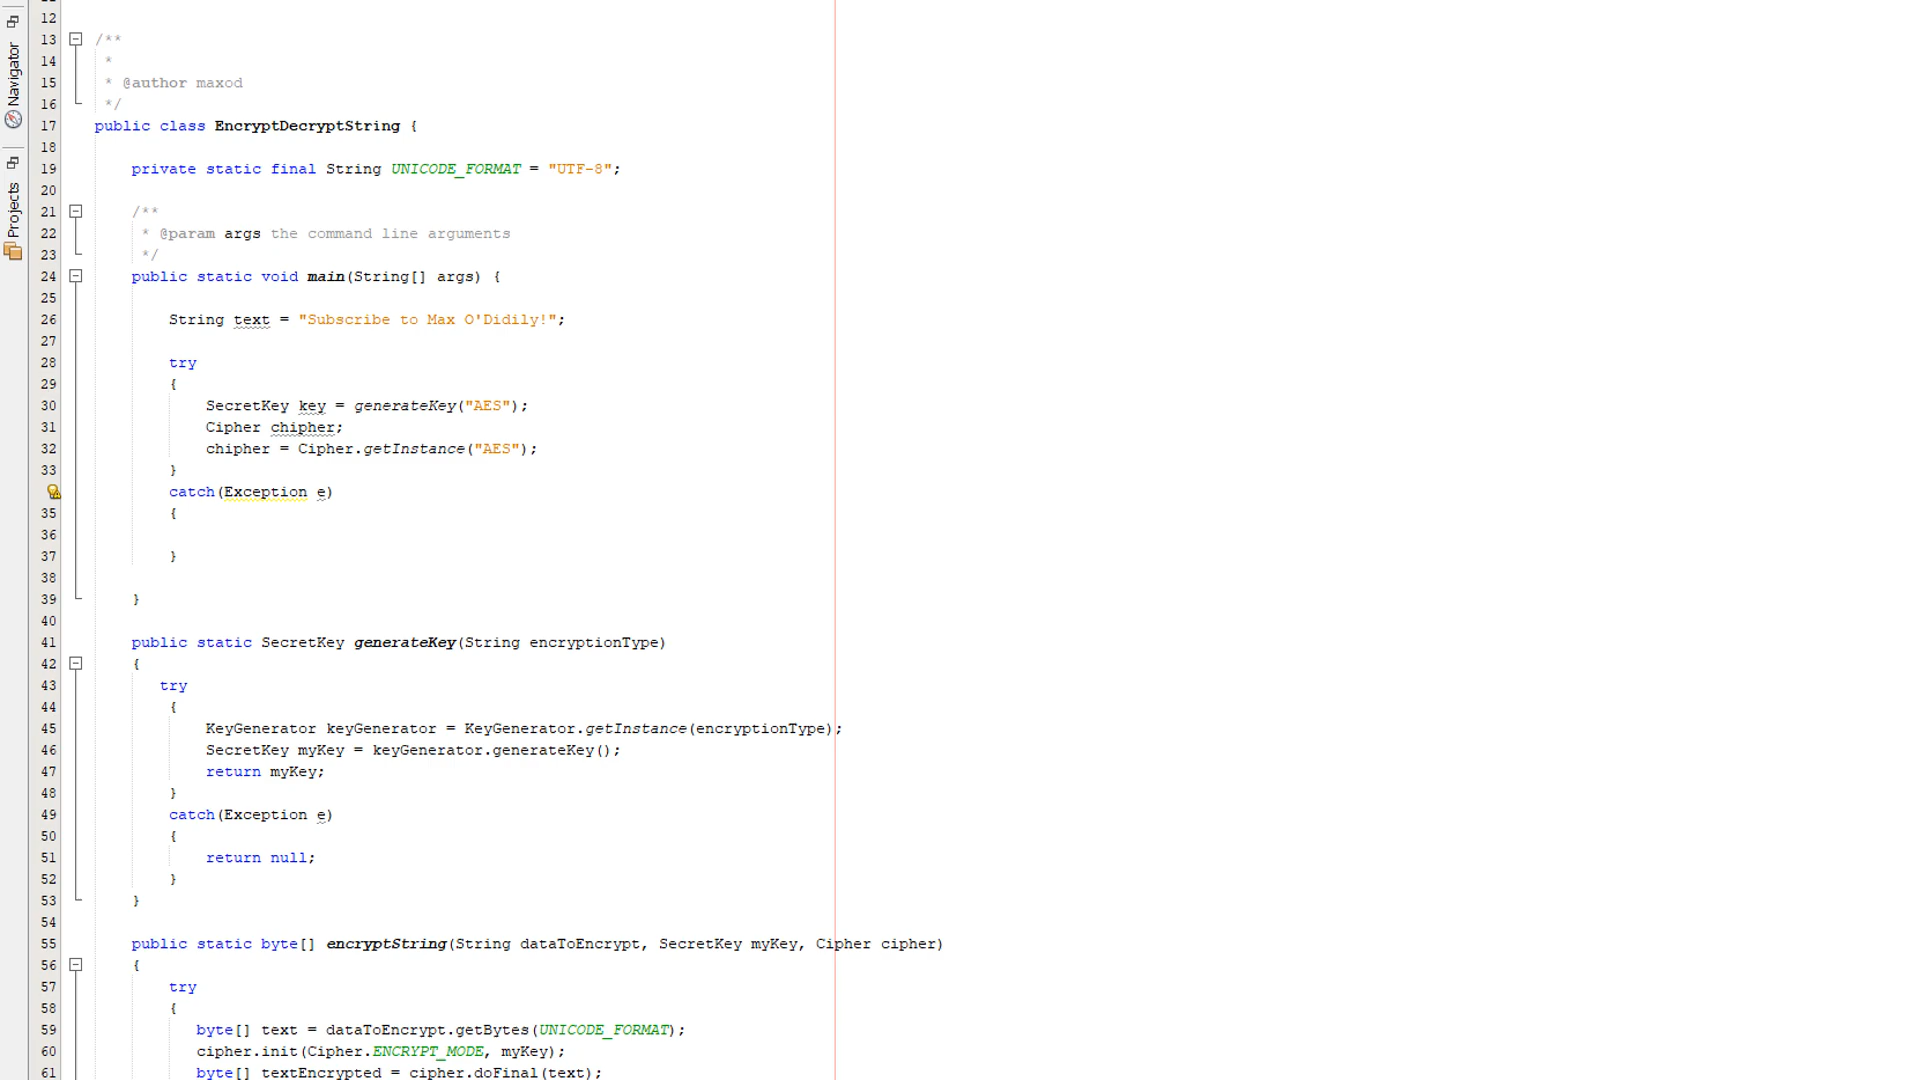 Navigator
Projects
12
13 /**
14 *
15 * @author maxod
16 */
17 public class EncryptDecryptString {
18
19 private static final String UNICODE_FORMAT = "UTF-8";
20
21 /**
22 * @param args the command line arguments
23 */
24 public static void main(String[] args) {
25
26 String text = "Subscribe to Max O'Didily!";
27
28 try
29 {
30 SecretKey key = generateKey("AES");
31 Cipher chipher;
32 chipher = Cipher.getInstance("AES");
33 }
catch(Exception e)
35 {
36
37 }
38
39 }
40
41 public static SecretKey generateKey(String encryptionType)
42 {
43 try
44 {
45 KeyGenerator keyGenerator = KeyGenerator.getInstance(encryptionType);
46 SecretKey myKey = keyGenerator.generateKey();
47 return myKey;
48 }
49 catch(Exception e)
50 {
51 return null;
52 }
53 }
54
55 public static byte[] encryptString(String dataToEncrypt, SecretKey myKey, Cipher cipher)
56 {
57 try
58 {
59 byte[] text = dataToEncrypt.getBytes(UNICODE_FORMAT);
60 cipher.init(Cipher.ENCRYPT_MODE, myKey);
61 byte[] textEncrypted = cipher.doFinal(text);